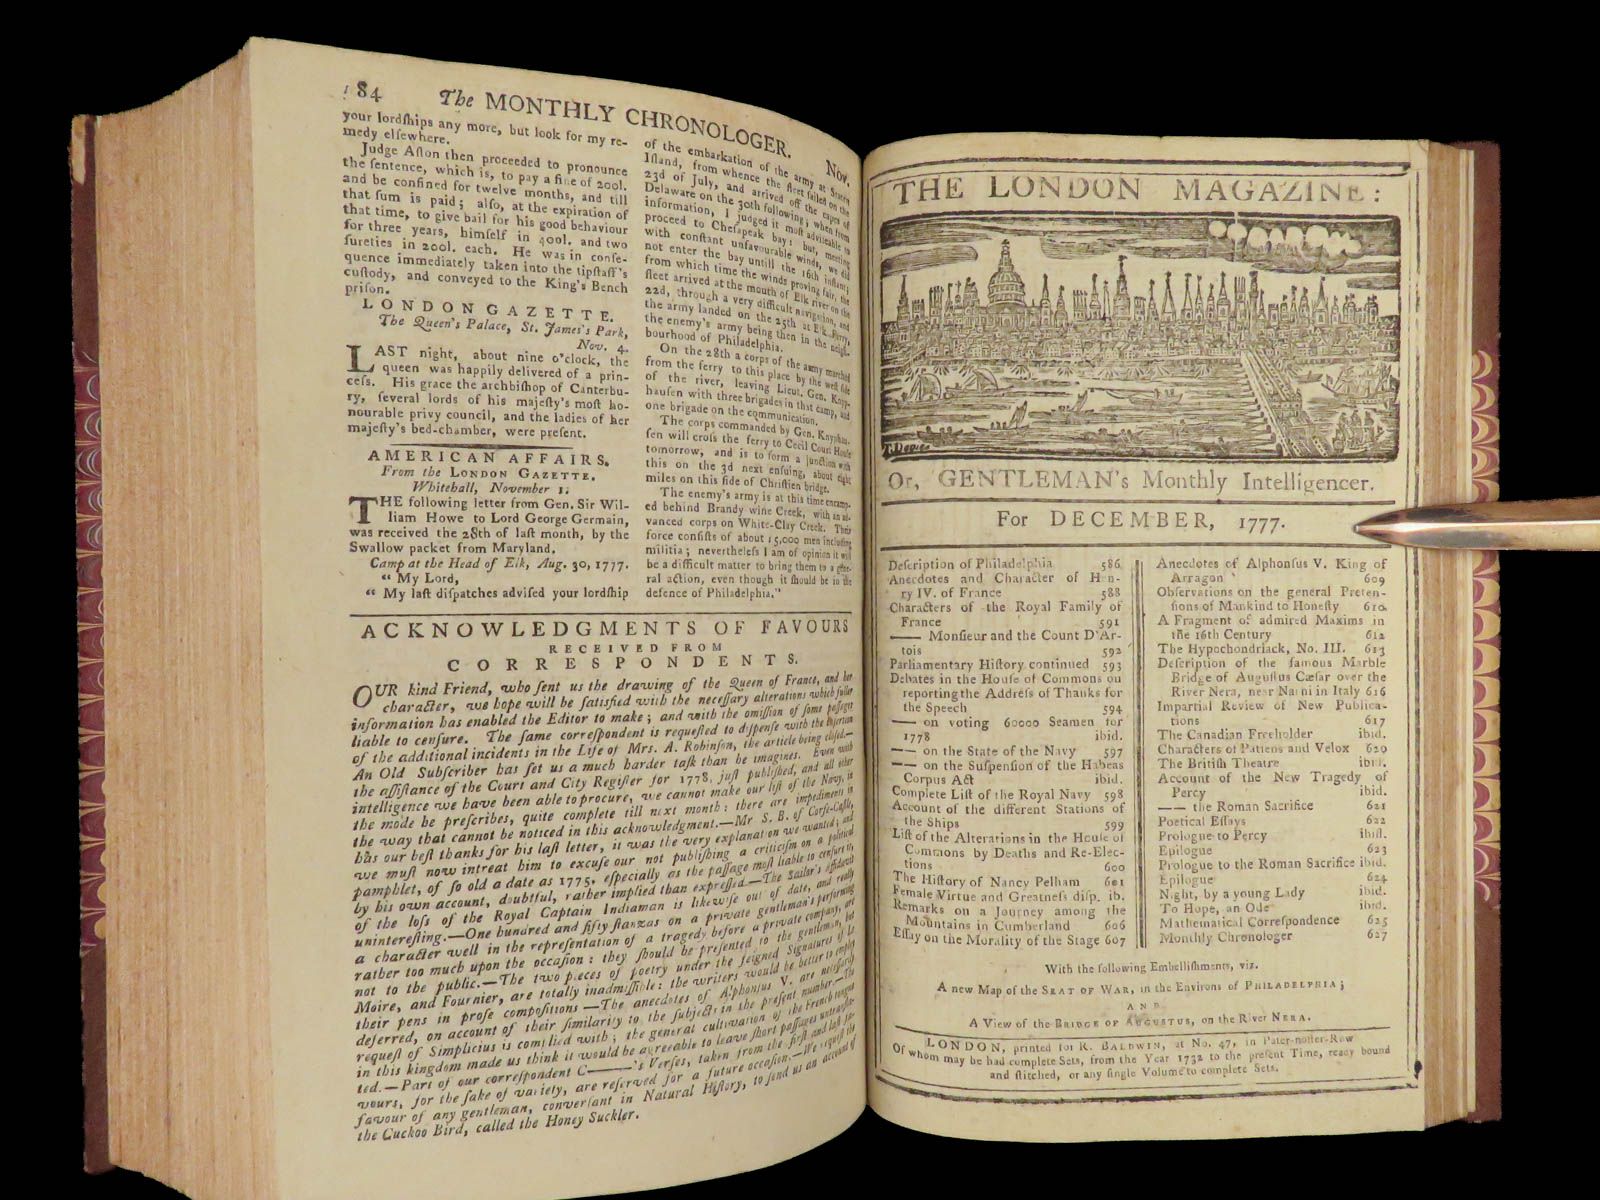 584 The MONTHLY CHRONOLOGER. Nov.
your lordſhips any more, but look for my re-
medy elſewhere.
Judge Aſton then proceeded to pronounce
the ſentence, which is, to pay a fine of 200l.
and be confined for twelve months, and till
that ſum is paid; alſo, at the expiration of
that time, to give bail for his good behaviour
for three years, himſelf in 400l. and two
ſureties in 200l. each. He was in conſe-
quence immediately taken into the tipſtaff's
cuſtody, and conveyed to the King's Bench
priſon.
LONDON GAZETTE.
The Queen's Palace, St. James's Park,
Nov. 4.
LAST night, about nine o'clock, the
queen was happily delivered of a prin-
ceſs. His grace the archbiſhop of Canterbu-
ry, ſeveral lords of his majeſty's moſt ho-
nourable privy council, and the ladies of her
majeſty's bed-chamber, were preſent.
AMERICAN AFFAIRS.
From the LONDON GAZETTE.
Whitehall, November 1.
THE following letter from Gen. Sir Wil-
liam Howe to Lord George Germain,
was received the 28th of laſt month, by the
Swallow packet from Maryland.
Camp at the Head of Elk, Aug. 30, 1777.
“ My Lord,
“ My laſt diſpatches adviſed your lordſhip
of the embarkation of the army at Staten
Iſland, from whence the fleet ſailed on the
23d of July, and arrived off the capes of
Delaware on the 30th following; when from
information, I judged it moſt adviſeable to
proceed to Cheſapeak bay: but, meeting
with conſtant unfavourable winds, we did
not enter the bay untill the 16th inſtant;
from which time the winds proving fair, the
fleet arrived at the mouth of Elk river on the
22d, through a very difficult navigation, and
the army landed on the 25th at Elk Ferry,
the enemy's army being then in the neigh-
bourhood of Philadelphia.
On the 28th a corps of the army marched
from the ferry to this place by the weſt ſide
of the river, leaving Lieut. Gen. Knyp-
hauſen with three brigades in that camp, and
one brigade on the communication.
The corps commanded by Gen. Knyphau-
ſen will croſs the ferry to Cecil Court Houſe
tomorrow, and is to form a junction with
this on the 3d next enſuing, about eight
miles on this ſide of Chriſtien bridge.
The enemy's army is at this time encamp-
ed behind Brandy wine Creek, with an ad-
vanced corps on White-Clay Creek. Their
force conſiſts of about 15,000 men including
militia; nevertheleſs I am of opinion it will
be a difficult matter to bring them to a gene-
ral action, even though it ſhould be in the
defence of Philadelphia.”
ACKNOWLEDGMENTS OF FAVOURS
RECEIVED FROM
CORRESPONDENTS.
OUR kind Friend, who ſent us the drawing of the Queen of France, and her
character, we hope will be ſatisfied with the neceſſary alterations which fuller
information has enabled the Editor to make; and with the omiſſion of ſome paſſages
liable to cenſure. The ſame correſpondent is requeſted to diſpenſe with the inſertion
of the additional incidents in the Life of Mrs. A. Robinſon, the article being cloſed.—
An Old Subſcriber has ſet us a much harder taſk than be imagines. Even with
the aſſiſtance of the Court and City Regiſter for 1778, juſt publiſhed, and all other
intelligence we have been able to procure, we cannot make our liſt of the Navy, in
the mode he preſcribes, quite complete till next month: there are impediments in
the way that cannot be noticed in this acknowledgment.—Mr S. B. of Corfe-Caſtle,
has our beſt thanks for his laſt letter, it was the very explanation we wanted; and
we muſt now intreat him to excuſe our not publiſhing a criticiſm on a political
pamphlet, of ſo old a date as 1775, eſpecially as the paſſage moſt liable to cenſure is,
by his own account, doubtful, rather implied than expreſſed.—The Sailor's affidavit
of the loſs of the Royal Captain Indiaman is likewiſe out of date, and really
unintereſting.—One hundred and fifty ſtanzas on a private gentleman's performing
a character well in the repreſentation of a tragedy before a private company, are
rather too much upon the occaſion: they ſhould be preſented to the gentleman, but
not to the public.—The two pieces of poetry under the feigned Signatures of La
Moire, and Fournier, are totally inadmiſſible: the writers would be better to employ
their pens in proſe compoſitions—The anecdotes of Alphonſus V. are neceſſarily
deferred, on account of their ſimilarity to the ſubjects in the preſent number.—The
requeſt of Simplicius is complied with; the general cultivation of the French tongue
in this kingdom made us think it would be agreeable to leave ſhort paſſages untranſla-
ted.—Part of our correſpondent C——'s Verſes, taken from the firſt and laſt fa-
vours, for the ſake of variety, are reſerved for a future occaſion.—We requeſt the
favour of any gentleman, converſant in Natural Hiſtory, to ſend us an account of
the Cuckoo Bird, called the Honey Suckler.
THE LONDON MAGAZINE:
T. Davies
Or, GENTLEMAN's Monthly Intelligencer.
For DECEMBER, 1777.
Deſcription of Philadelphia 586
Anecdotes and Character of Hen-
ry IV. of France 588
Characters of the Royal Family of
France 591
—— Monſieur and the Count D'Ar-
tois 592
Parliamentary Hiſtory continued 593
Debates in the Houſe of Commons on
reporting the Addreſs of Thanks for
the Speech 594
—— on voting 60000 Seamen for
1778 ibid.
—— on the State of the Navy 597
—— on the Suſpenſion of the Habeas
Corpus Act ibid.
Complete Liſt of the Royal Navy 598
Account of the different Stations of
the Ships 599
Liſt of the Alterations in the Houſe of
Commons by Deaths and Re-Elec-
tions 600
The Hiſtory of Nancy Pelham 601
Female Virtue and Greatneſs diſp. ib.
Remarks on a Journey among the
Mountains in Cumberland 606
Eſſay on the Morality of the Stage 607
Anecdotes of Alphonſus V. King of
Arragon 609
Obſervations on the general Preten-
ſions of Mankind to Honeſty 610
A Fragment of admired Maxims in
the 16th Century 612
The Hypochondriack, No. III. 613
Deſcription of the famous Marble
Bridge of Auguſtus Cæſar over the
River Nera, near Narni in Italy 616
Impartial Review of New Publica-
tions 617
The Canadian Freeholder ibid.
Characters of Patiens and Velox 620
The Britiſh Theatre ibid.
Account of the New Tragedy of
Percy ibid.
—— the Roman Sacrifice 621
Poetical Eſſays 622
Prologue to Percy ibid.
Epilogue 623
Prologue to the Roman Sacrifice ibid.
Epilogue 624
Night, by a young Lady ibid.
To Hope, an Ode ibid.
Mathematical Correſpondence 625
Monthly Chronologer 627
With the following Embelliſhments, viz.
A new Map of the SEAT OF WAR, in the Environs of PHILADELPHIA;
AND
A View of the BRIDGE OF AUGUSTUS, on the River NERA.
LONDON, printed for R. BALDWIN, at No. 47, in Pater-noſter-Row
Of whom may be had complete Sets, from the Year 1732 to the preſent Time, ready bound
and ſtitched, or any ſingle Volume to complete Sets.